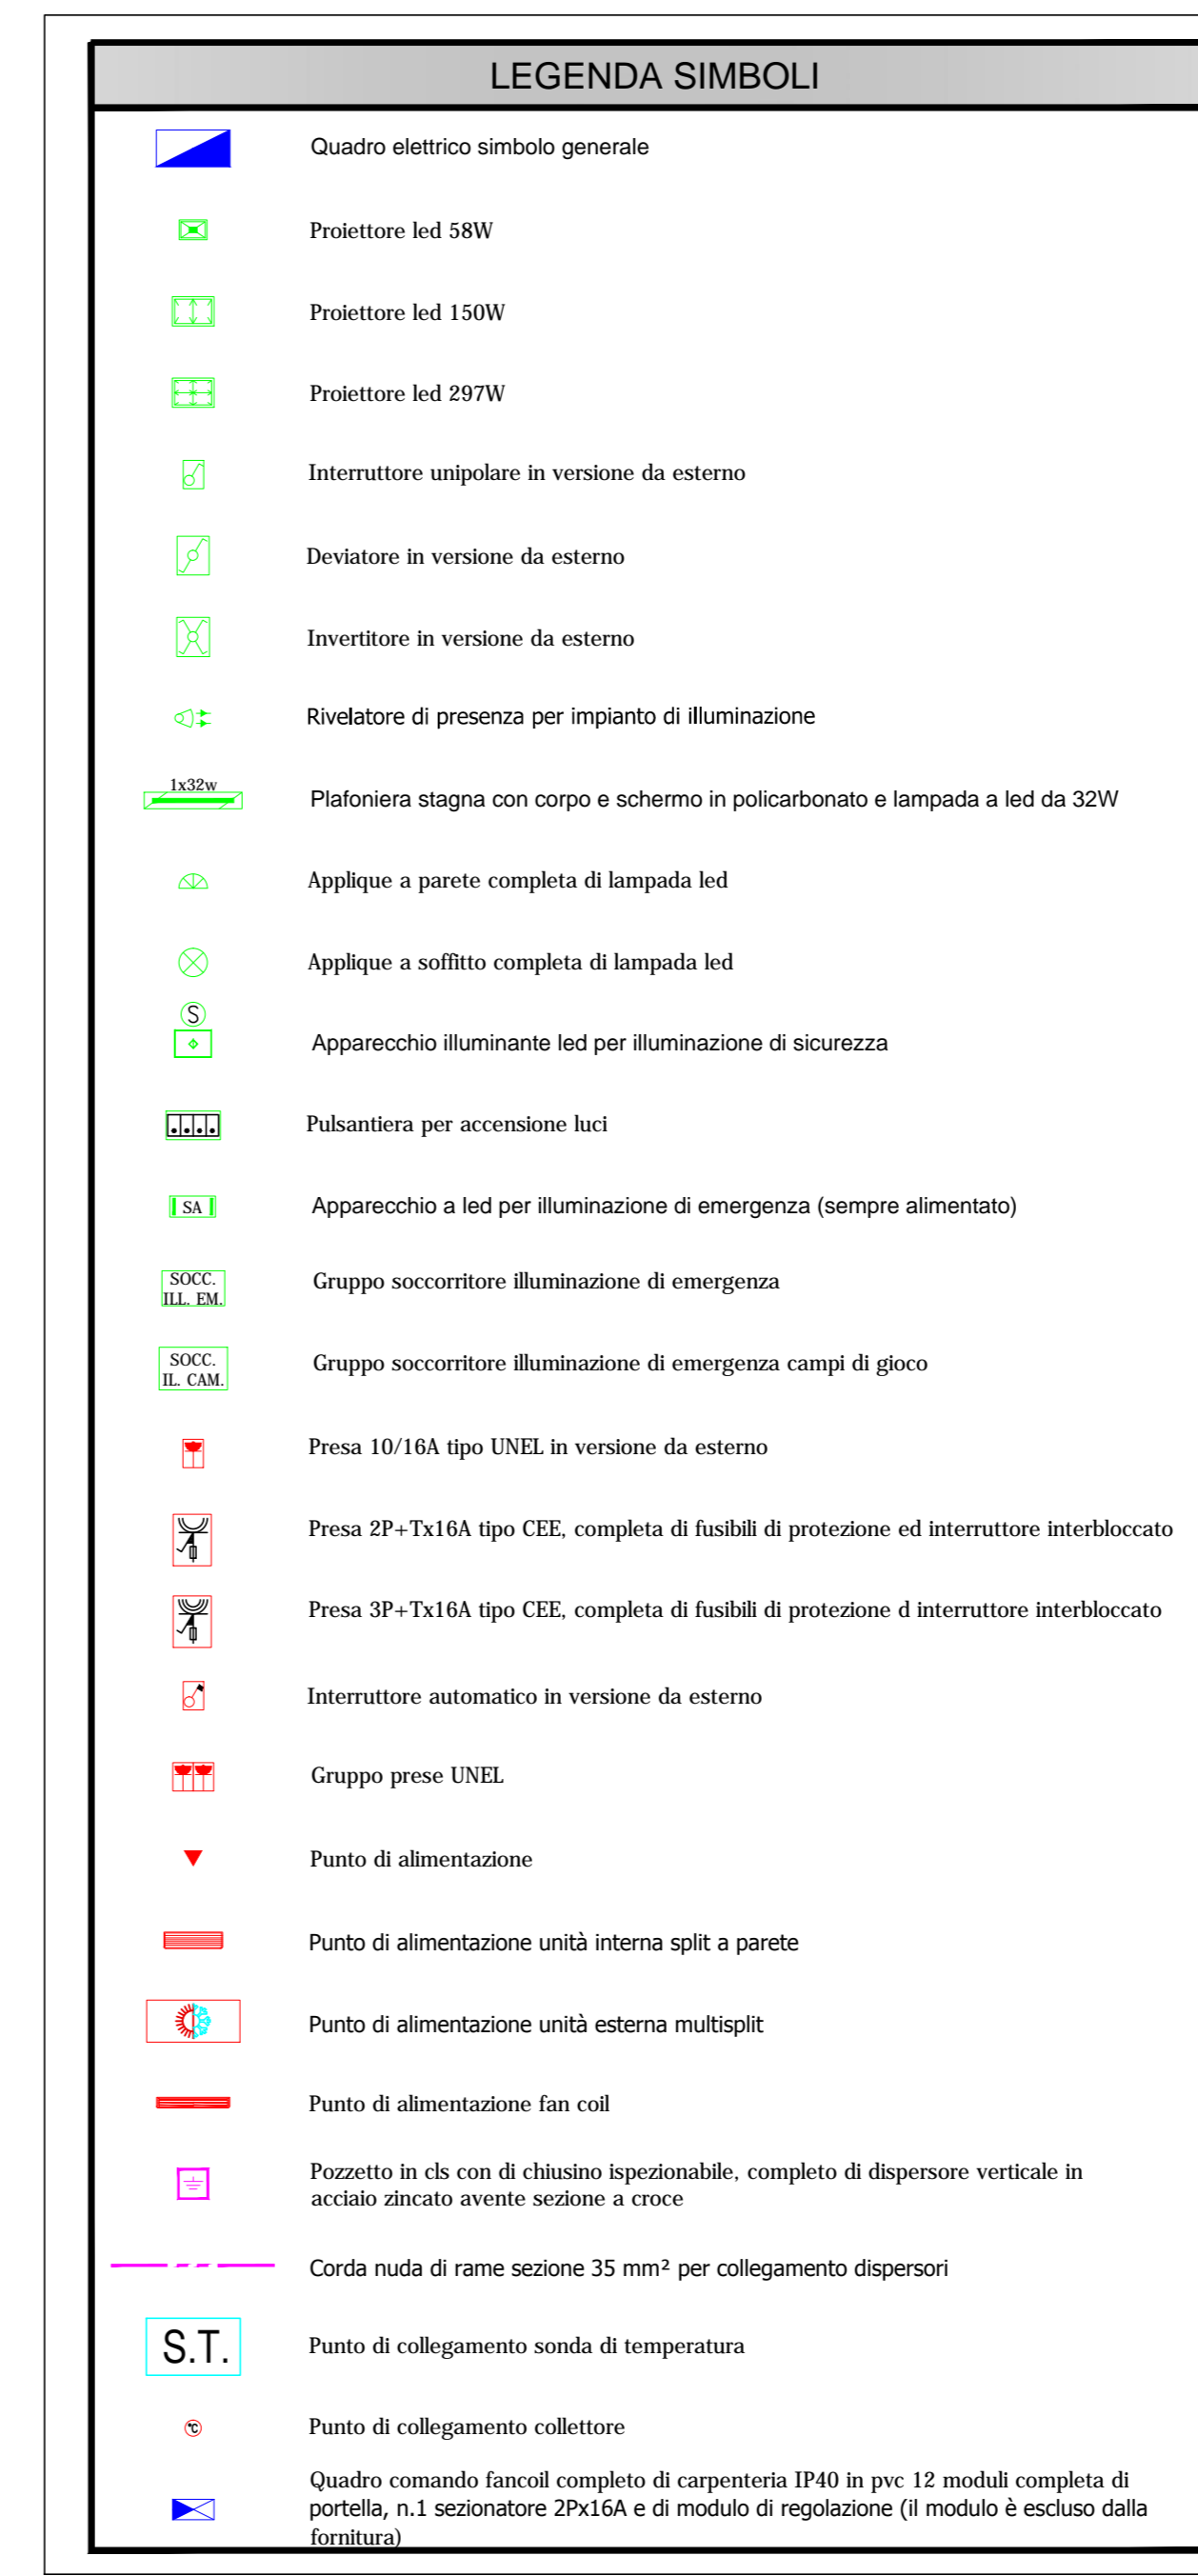 LEGENDA SIMBOLI
Quadro elettrico simbolo generale
Proiettore led 58W
Proiettore led 150W
Proiettore led 297W
Interruttore unipolare in versione da esterno
Deviatore in versione da esterno
Invertitore in versione da esterno
Rivelatore di presenza per impianto di illuminazione
1x32w
Plafoniera stagna con corpo e schermo in policarbonato e lampada a led da 32W
Applique a parete completa di lampada led
Applique a soffitto completa di lampada led
S
Apparecchio illuminante led per illuminazione di sicurezza
Pulsantiera per accensione luci
SA
Apparecchio a led per illuminazione di emergenza (sempre alimentato)
SOCC.
ILL. EM.
Gruppo soccorritore illuminazione di emergenza
SOCC.
IL. CAM.
Gruppo soccorritore illuminazione di emergenza campi di gioco
Presa 10/16A tipo UNEL in versione da esterno
Presa 2P+Tx16A tipo CEE, completa di fusibili di protezione ed interruttore interbloccato
Presa 3P+Tx16A tipo CEE, completa di fusibili di protezione d interruttore interbloccato
Interruttore automatico in versione da esterno
Gruppo prese UNEL
Punto di alimentazione
Punto di alimentazione unità interna split a parete
Punto di alimentazione unità esterna multisplit
Punto di alimentazione fan coil
Pozzetto in cls con di chiusino ispezionabile, completo di dispersore verticale in
acciaio zincato avente sezione a croce
Corda nuda di rame sezione 35 mm² per collegamento dispersori
S.T.
Punto di collegamento sonda di temperatura
°C
Punto di collegamento collettore
Quadro comando fancoil completo di carpenteria IP40 in pvc 12 moduli completa di
portella, n.1 sezionatore 2Px16A e di modulo di regolazione (il modulo è escluso dalla
fornitura)